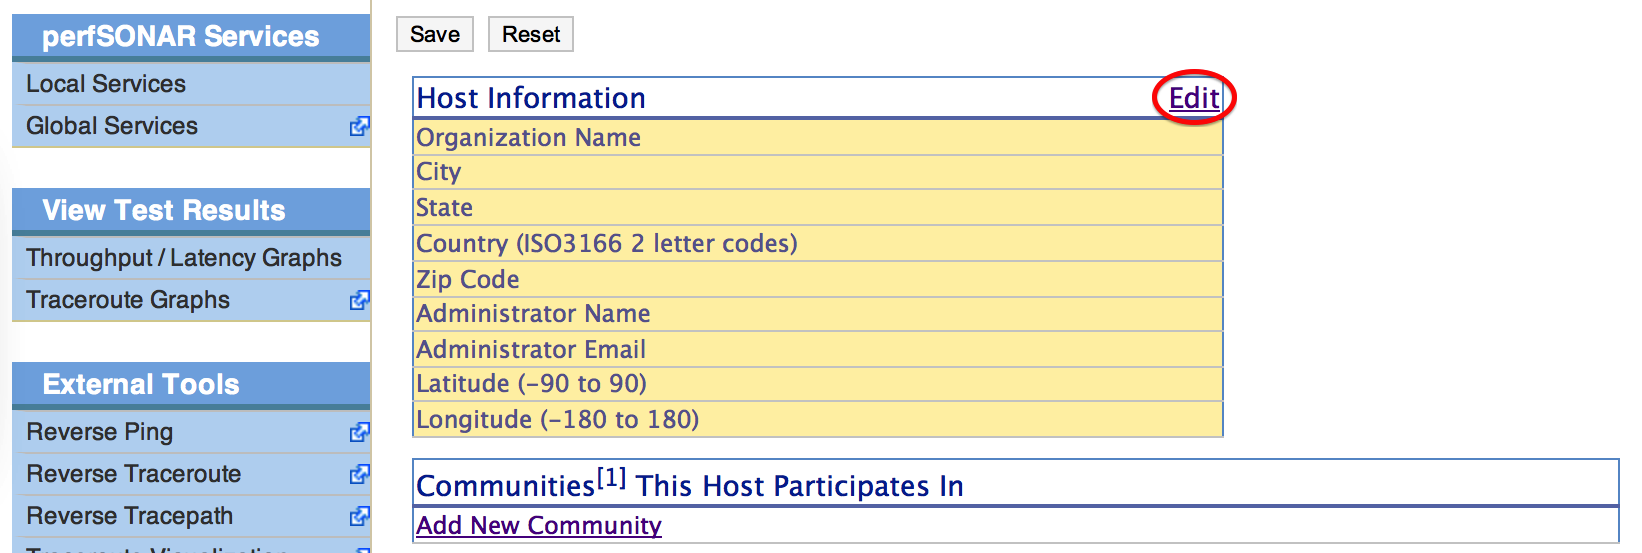 perfSONAR Services
Local Services
Global Services
View Test Results
Throughput / Latency Graphs
Traceroute Graphs
External Tools
Reverse Ping
Reverse Traceroute
Reverse Tracepath
Save Reset
Host Information Edit
Organization Name
City
State
Country (ISO3166 2 letter codes)
Zip Code
Administrator Name
Administrator Email
Latitude (-90 to 90)
Longitude (-180 to 180)
Communities[1] This Host Participates In
Add New Community